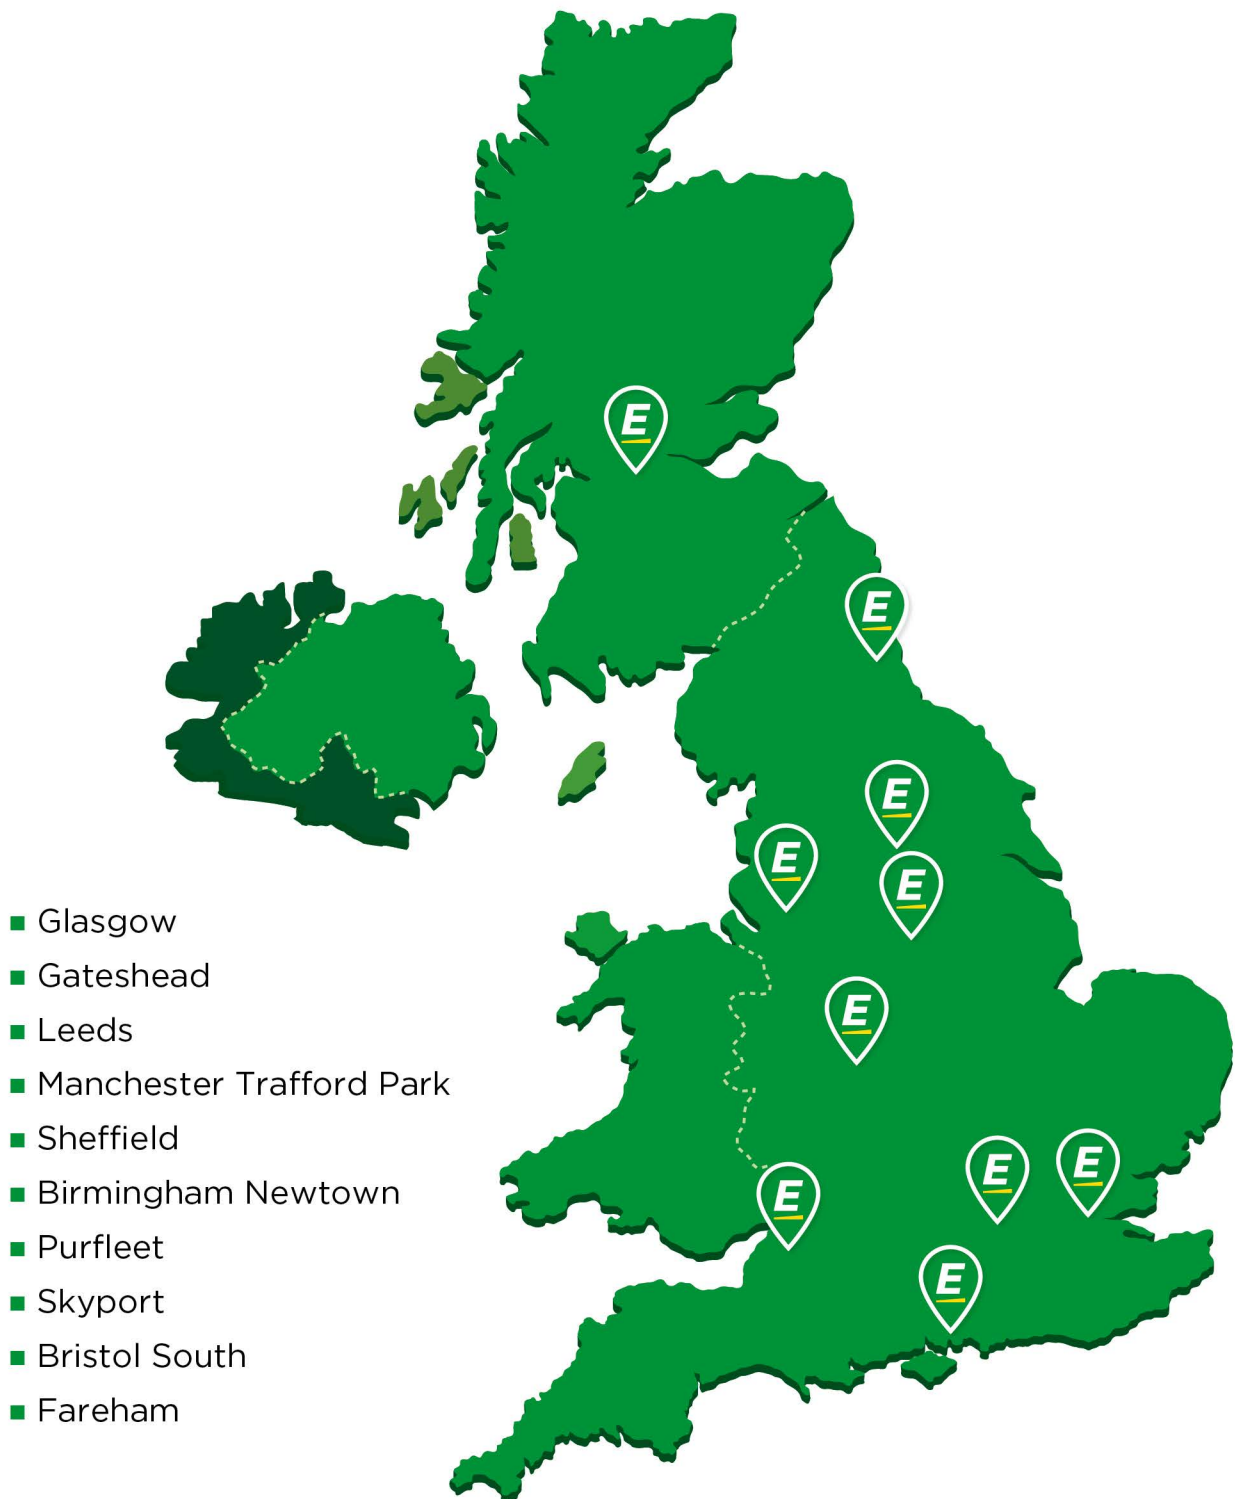 E
E
E
E
E
E
E
E
E
E
Glasgow
Gateshead
Leeds
Manchester Trafford Park
Sheffield
Birmingham Newtown
Purfleet
Skyport
Bristol South
Fareham